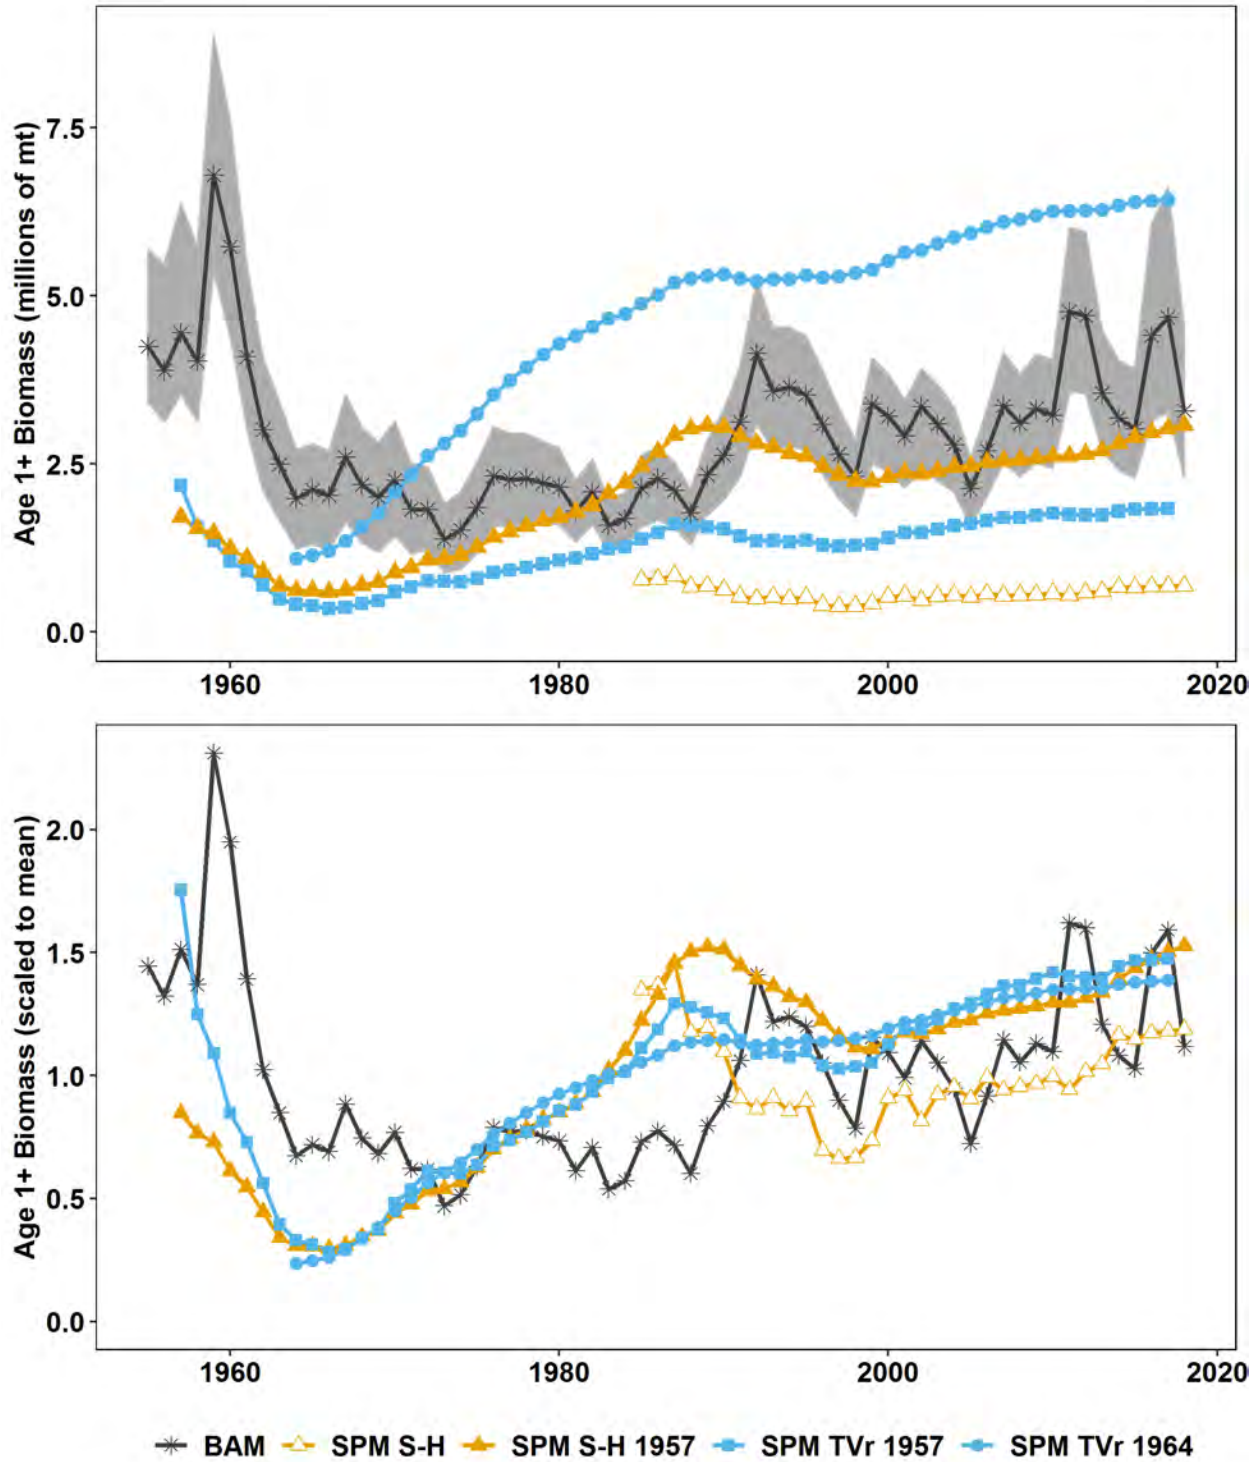 Age 1+ Biomass (millions of mt)
7.5
5.0
2.5
0.0
1960 1980 2000 2020
Age 1+ Biomass (scaled to mean)
2.0
1.5
1.0
0.5
0.0
1960 1980 2000 2020
BAM SPM S-H SPM S-H 1957 SPM TVr 1957 SPM TVr 1964